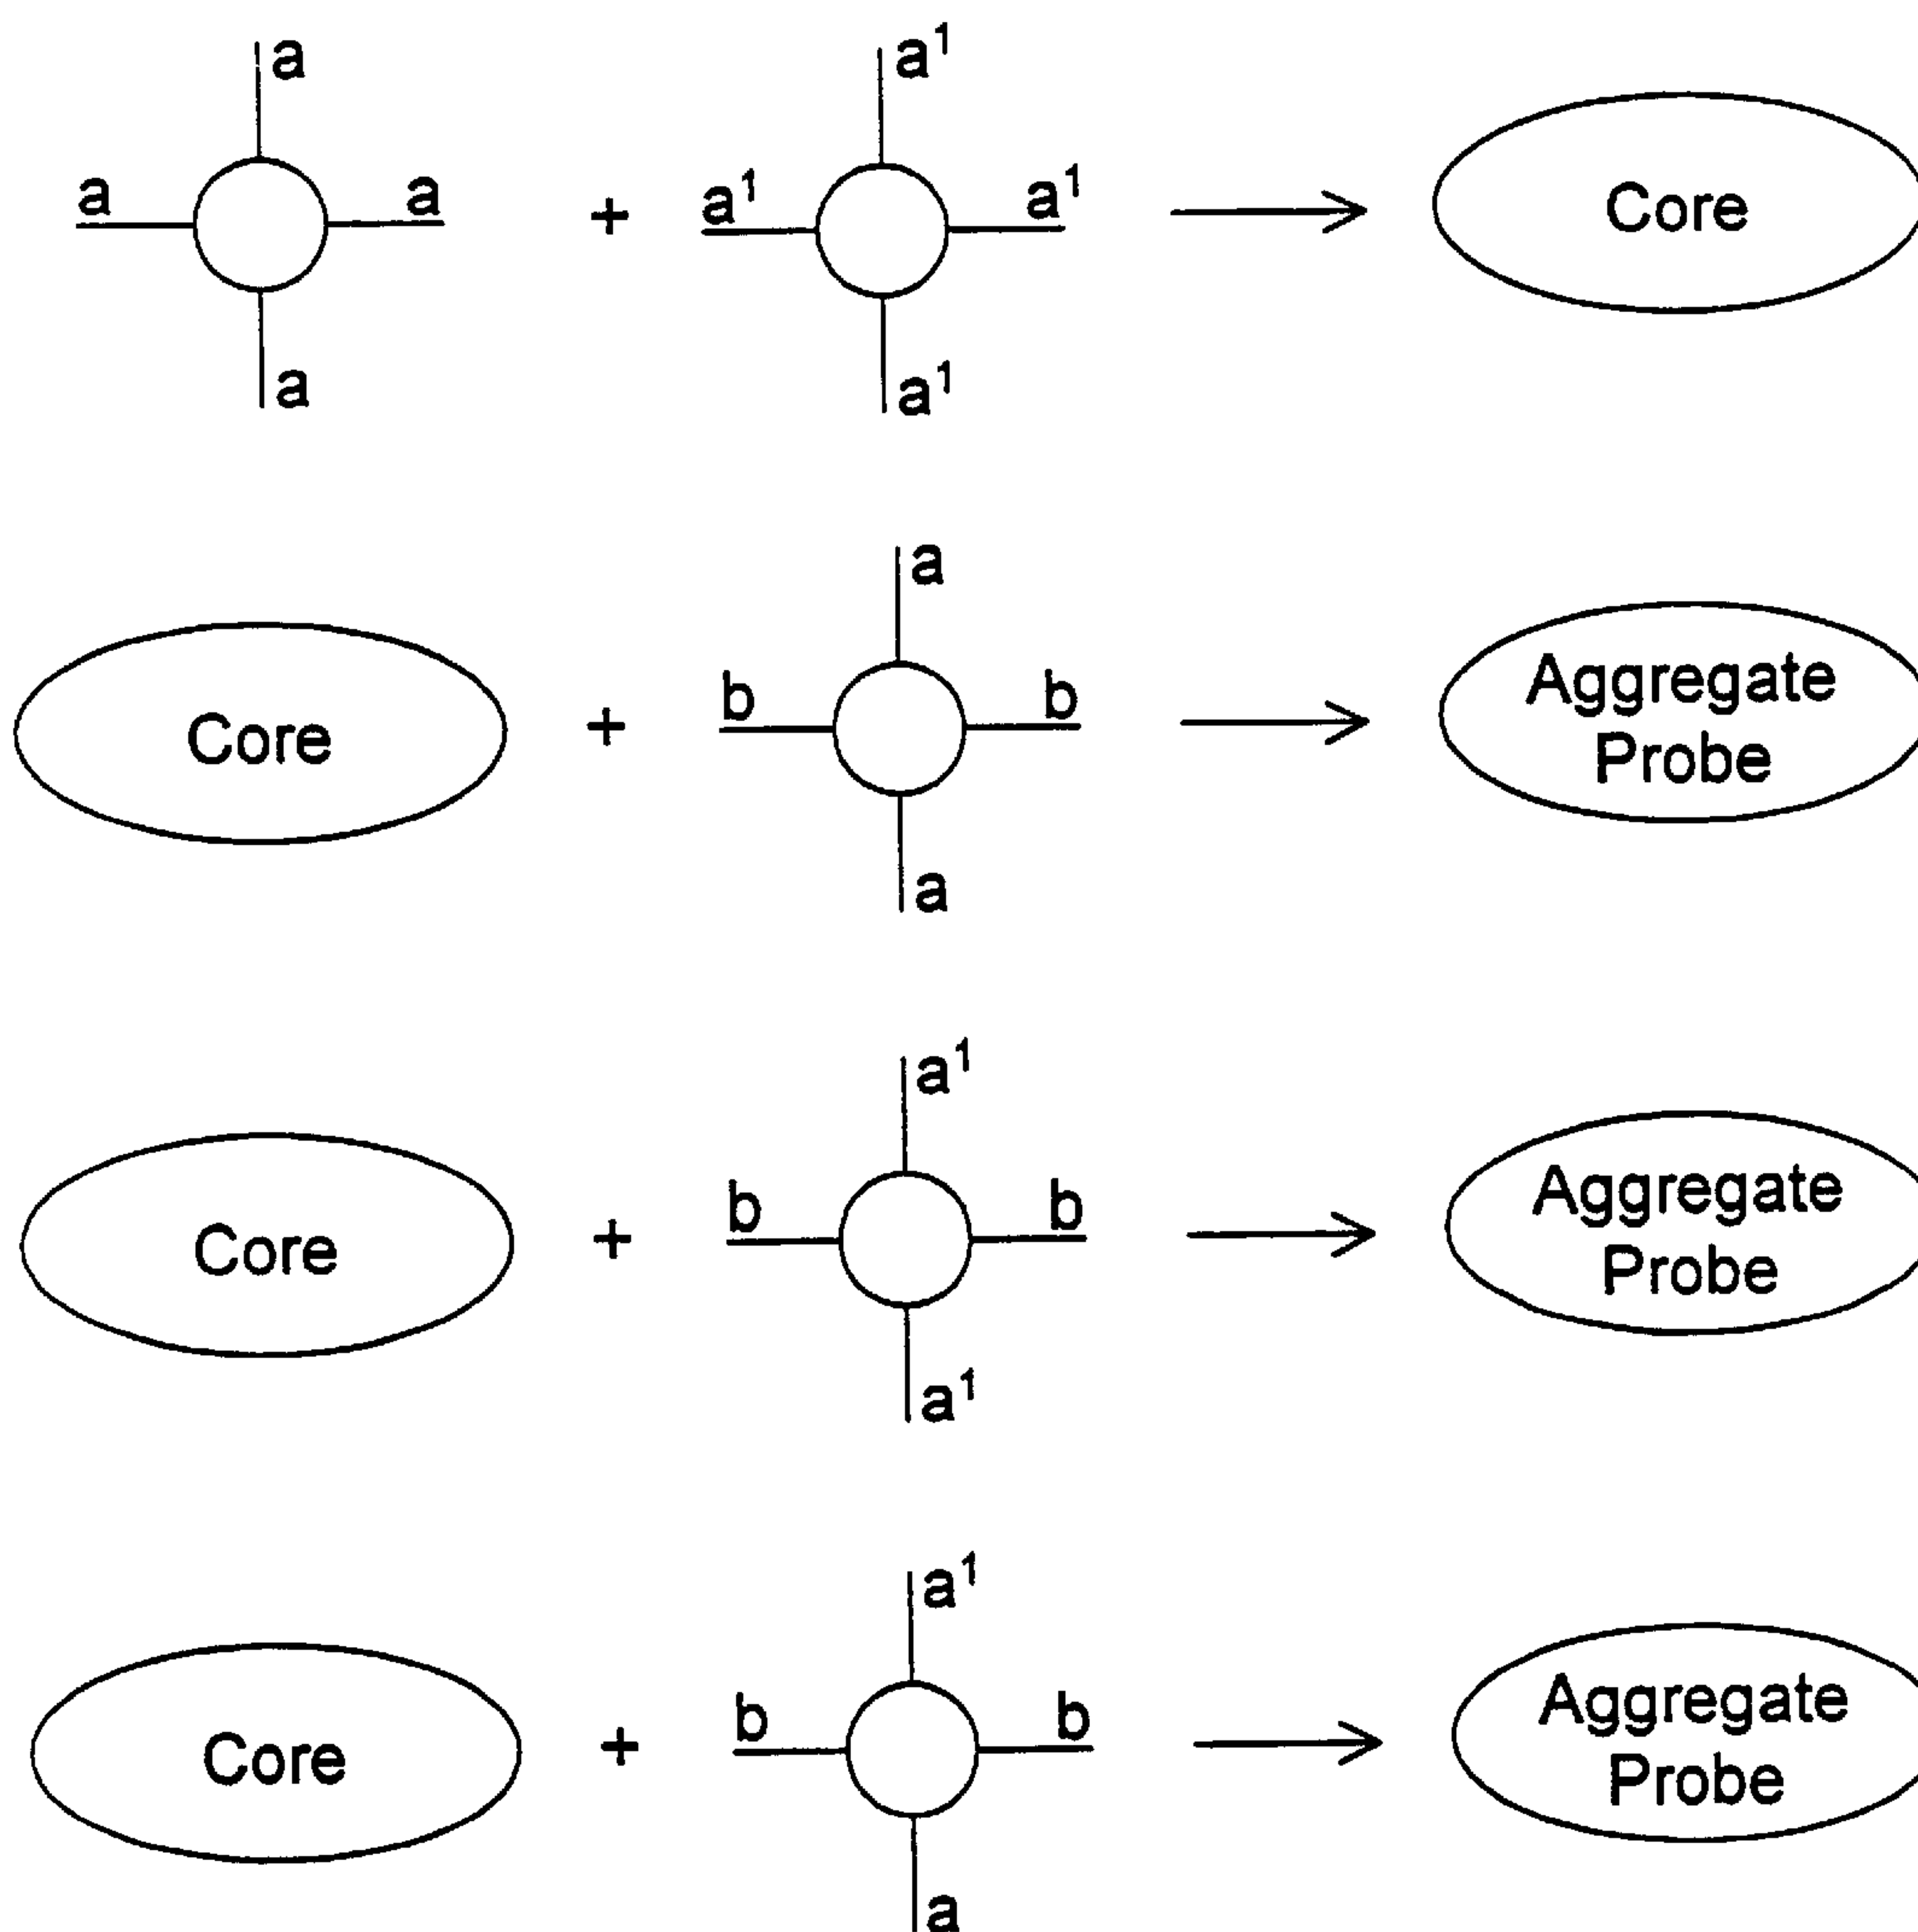 a
a a
a
+
a¹
a¹ a¹
a¹
Core
Core
+
a
b b
a
Aggregate
Probe
Core
+
a¹
b b
a¹
Aggregate
Probe
Core
+
a¹
b b
a
Aggregate
Probe